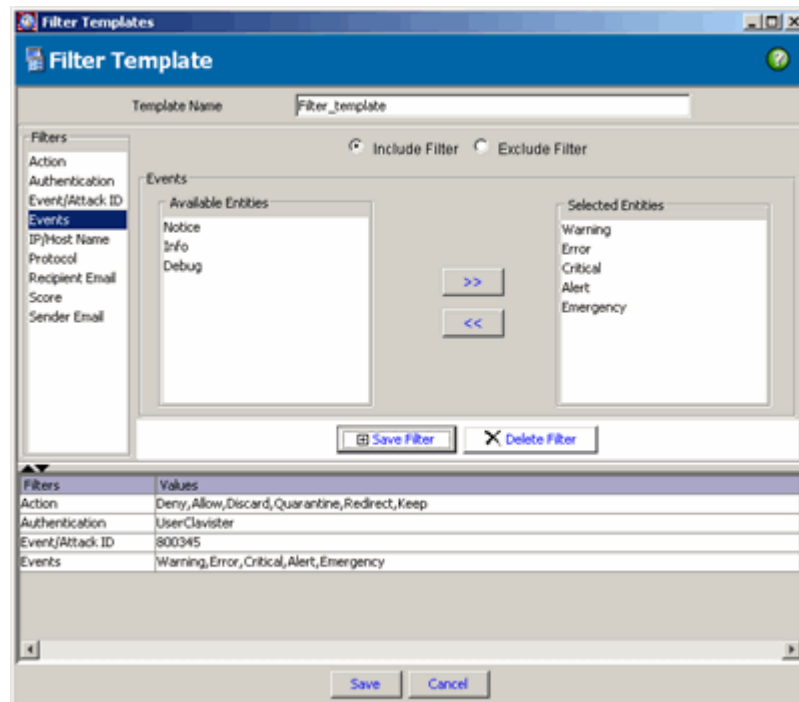 Filter Templates
Filter Template
?
Template Name Filter_template
Filters
Action
Authentication
Event/Attack ID
Events
IP/Host Name
Protocol
Recipient Email
Score
Sender Email
Include Filter Exclude Filter
Events
Available Entities
Notice
Info
Debug
>>
<<
Selected Entities
Warning
Error
Critical
Alert
Emergency
Save Filter Delete Filter
Filters Values
Action Deny,Allow,Discard,Quarantine,Redirect,Keep
Authentication UserClavister
Event/Attack ID 800345
Events Warning,Error,Critical,Alert,Emergency
Save Cancel